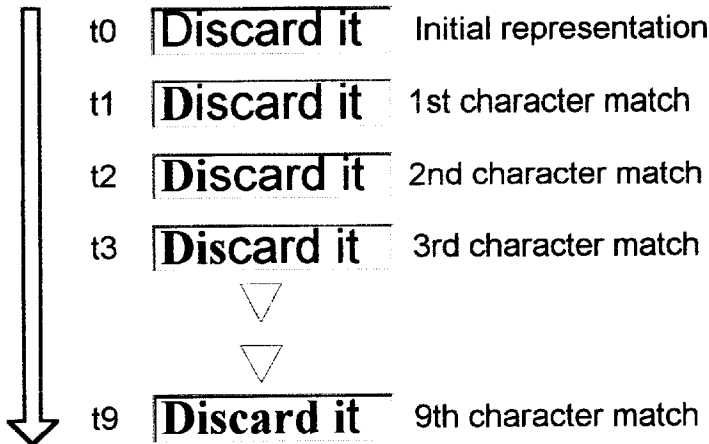 t0 Discard it Initial representation
t1 Discard it 1st character match
t2 Discard it 2nd character match
t3 Discard it 3rd character match
t9 Discard it 9th character match